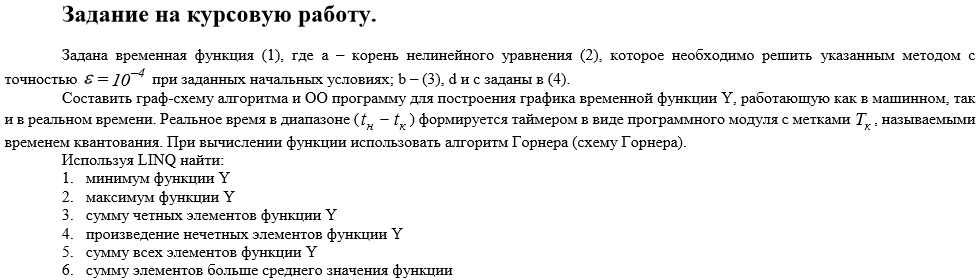 Задание на курсовую работу.
Задана временная функция (1), где a – корень нелинейного уравнения (2), которое необходимо решить указанным методом с
точностью ε = 10⁻⁴ при заданных начальных условиях; b – (3), d и c заданы в (4).
Составить граф-схему алгоритма и ОО программу для построения графика временной функции Y, работающую как в машинном, так
и в реальном времени. Реальное время в диапазоне (tн – tк) формируется таймером в виде программного модуля с метками Tк, называемыми
временем квантования. При вычислении функции использовать алгоритм Горнера (схему Горнера).
Используя LINQ найти:
1. минимум функции Y
2. максимум функции Y
3. сумму четных элементов функции Y
4. произведение нечетных элементов функции Y
5. сумму всех элементов функции Y
6. сумму элементов больше среднего значения функции